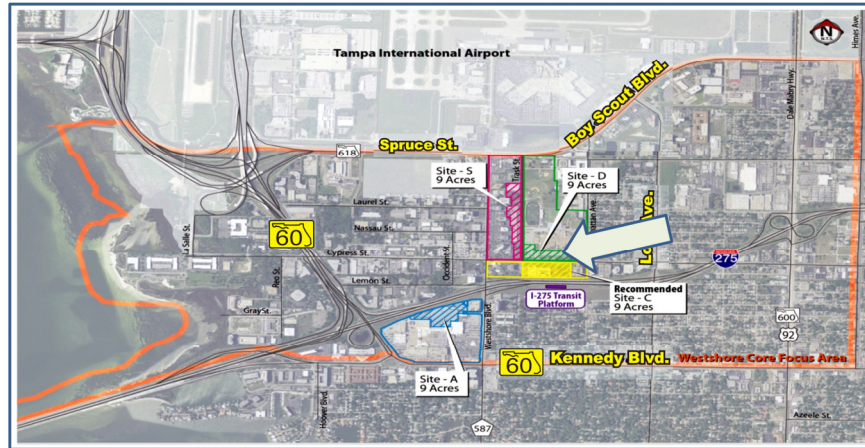 Tampa International Airport
N
Himes Ave.
Dale Mabry Hwy.
Boy Scout Blvd.
Spruce St.
618
Trask St.
Site - S
9 Acres
Site - D
9 Acres
Laurel St.
Nassau St.
Cypress St.
Lemon St.
Gray St.
La Salle St.
Reo St.
Occident St.
60
275
Recommended
Site - C
9 Acres
I-275 Transit
Platform
Westshore Blvd.
600
92
Site - A
9 Acres
60
Kennedy Blvd.
Westshore Core Focus Area
Hoover Blvd.
587
Azeele St.